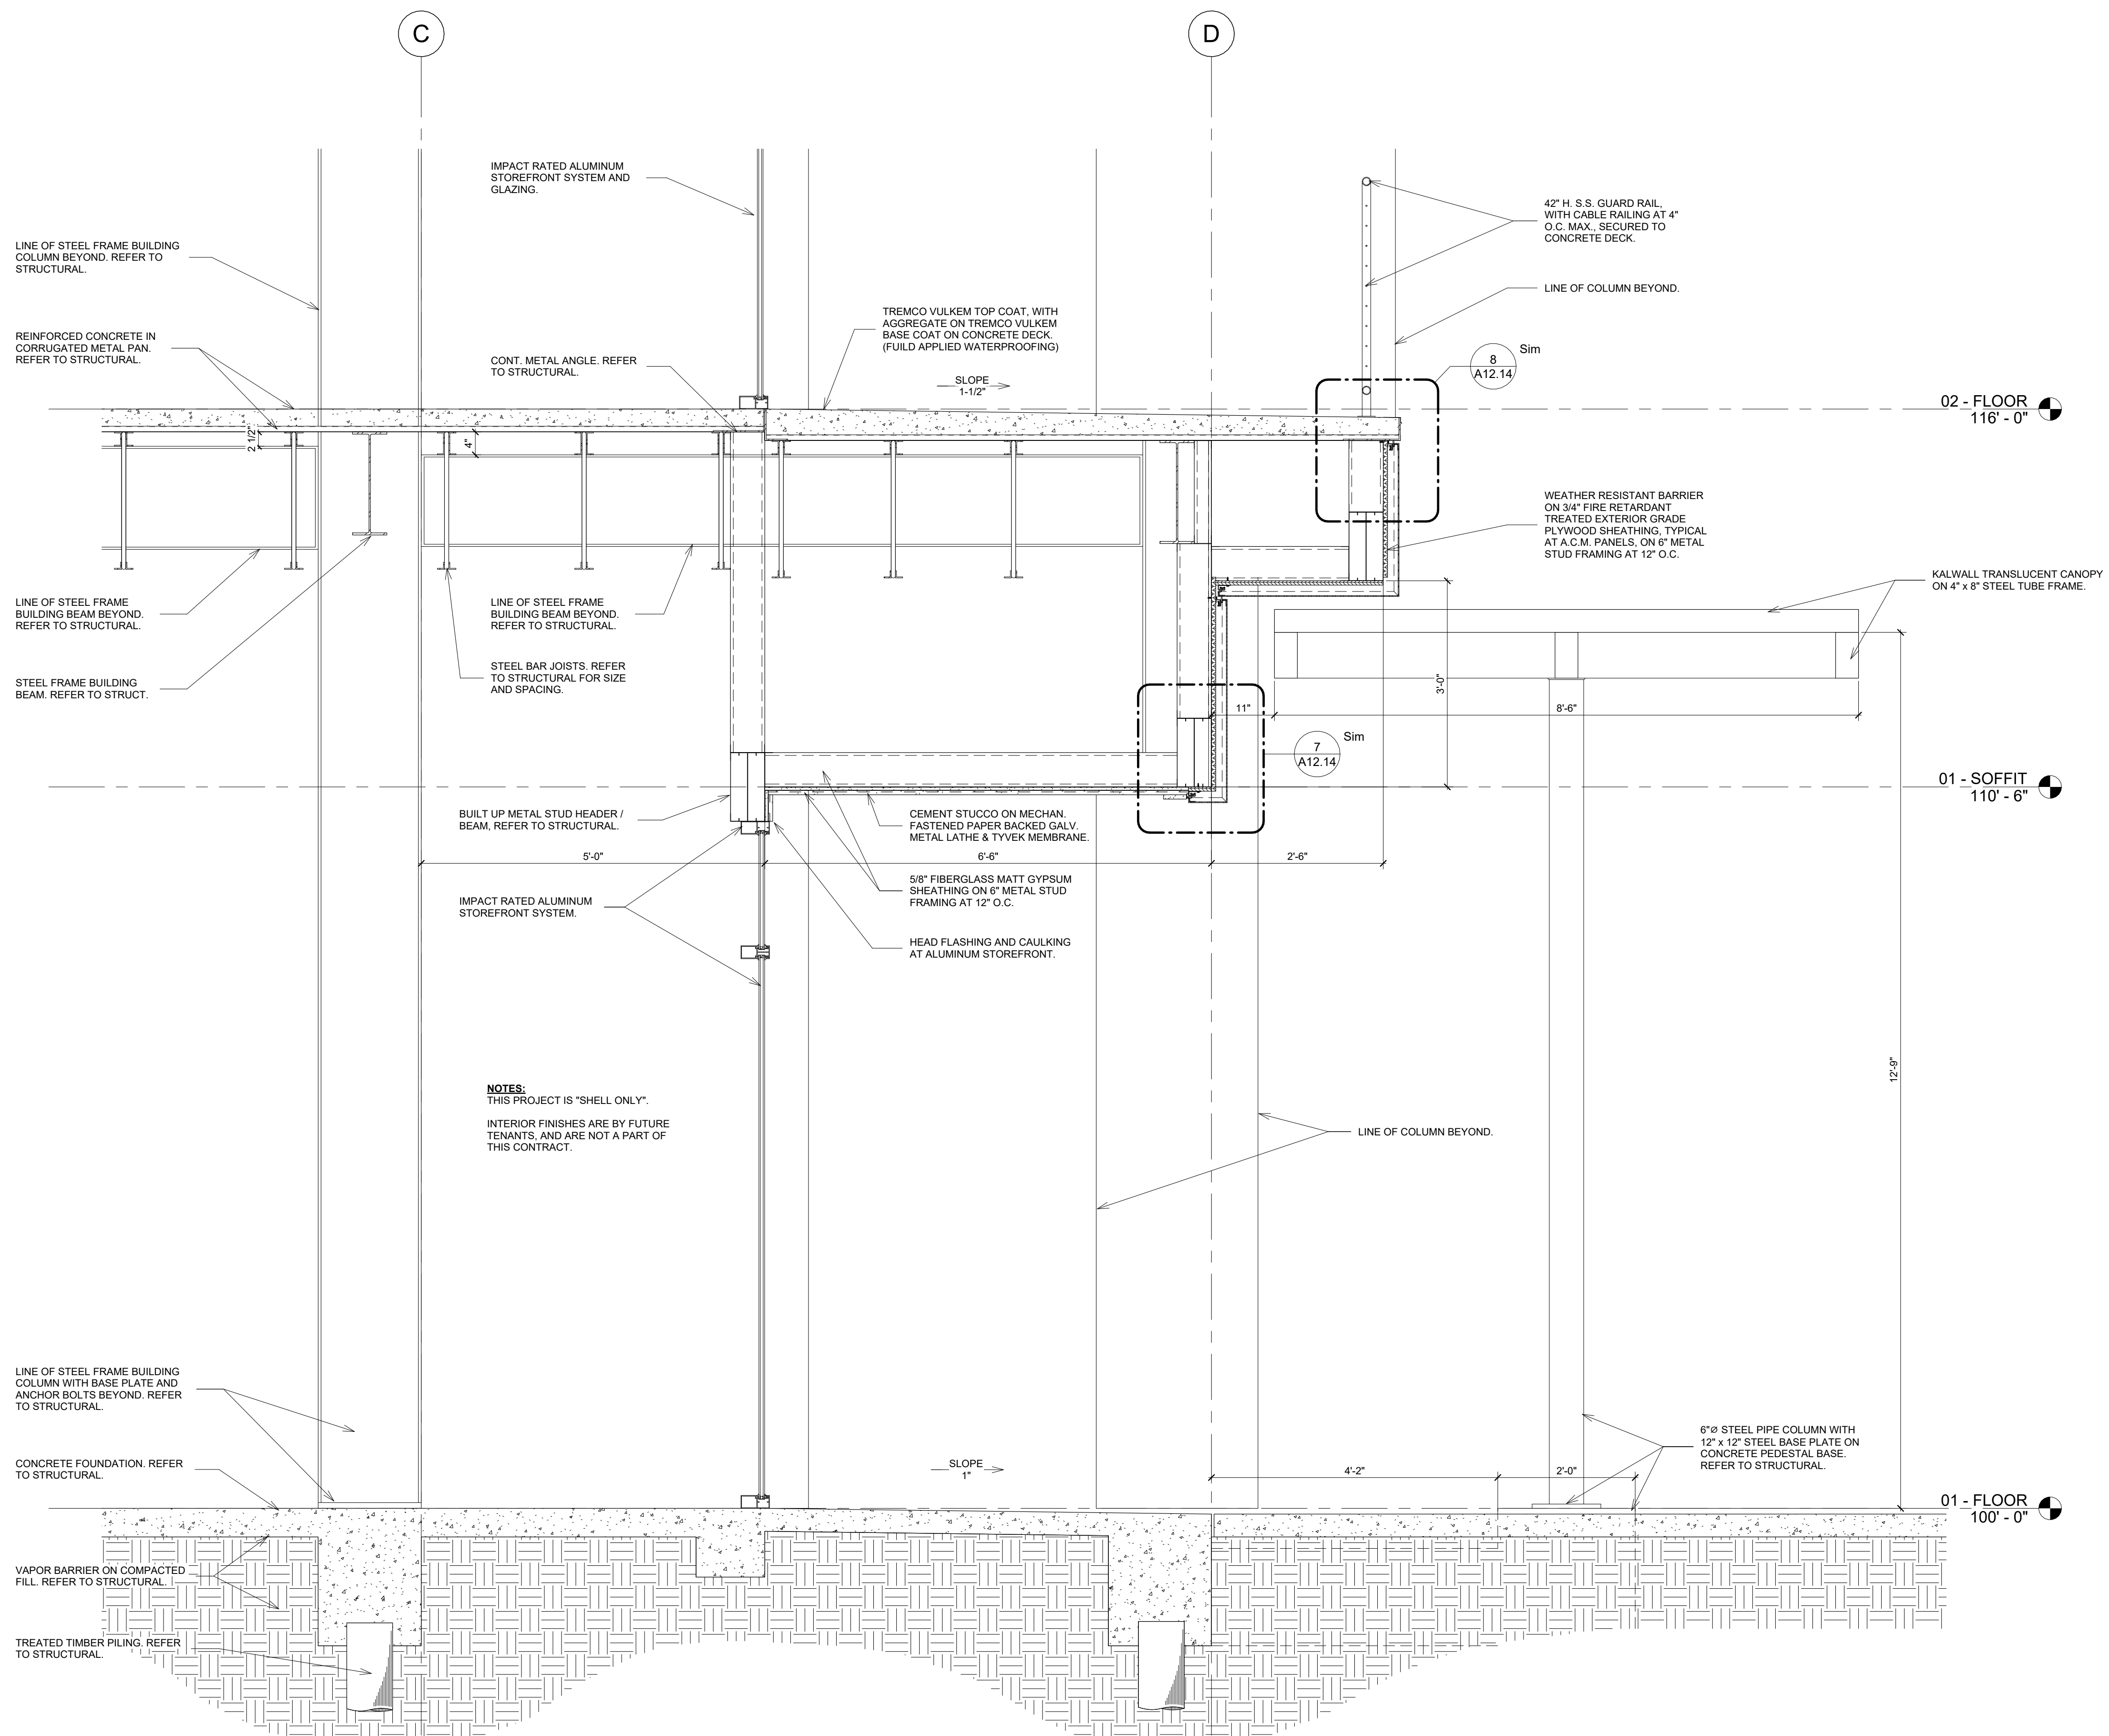 C
D
IMPACT RATED ALUMINUM
STOREFRONT SYSTEM AND
GLAZING.
42" H. S.S. GUARD RAIL,
WITH CABLE RAILING AT 4"
O.C. MAX., SECURED TO
CONCRETE DECK.
LINE OF STEEL FRAME BUILDING
COLUMN BEYOND. REFER TO
STRUCTURAL.
LINE OF COLUMN BEYOND.
TREMCO VULKEM TOP COAT, WITH
AGGREGATE ON TREMCO VULKEM
BASE COAT ON CONCRETE DECK.
(FUILD APPLIED WATERPROOFING)
REINFORCED CONCRETE IN
CORRUGATED METAL PAN.
REFER TO STRUCTURAL.
CONT. METAL ANGLE. REFER
TO STRUCTURAL.
8
A12.14
Sim
SLOPE
1-1/2"
02 - FLOOR
116' - 0"
2 1/2"
4"
WEATHER RESISTANT BARRIER
ON 3/4" FIRE RETARDANT
TREATED EXTERIOR GRADE
PLYWOOD SHEATHING, TYPICAL
AT A.C.M. PANELS, ON 6" METAL
STUD FRAMING AT 12" O.C.
KALWALL TRANSLUCENT CANOPY
ON 4" x 8" STEEL TUBE FRAME.
LINE OF STEEL FRAME
BUILDING BEAM BEYOND.
REFER TO STRUCTURAL.
LINE OF STEEL FRAME
BUILDING BEAM BEYOND.
REFER TO STRUCTURAL.
STEEL FRAME BUILDING
BEAM. REFER TO STRUCT.
STEEL BAR JOISTS. REFER
TO STRUCTURAL FOR SIZE
AND SPACING.
3'-0"
11"
8'-6"
7
A12.14
Sim
01 - SOFFIT
110' - 6"
BUILT UP METAL STUD HEADER /
BEAM, REFER TO STRUCTURAL.
CEMENT STUCCO ON MECHAN.
FASTENED PAPER BACKED GALV.
METAL LATHE & TYVEK MEMBRANE.
5'-0"
6'-6"
2'-6"
5/8" FIBERGLASS MATT GYPSUM
SHEATHING ON 6" METAL STUD
FRAMING AT 12" O.C.
IMPACT RATED ALUMINUM
STOREFRONT SYSTEM.
HEAD FLASHING AND CAULKING
AT ALUMINUM STOREFRONT.
12'-9"
NOTES:
THIS PROJECT IS "SHELL ONLY".
INTERIOR FINISHES ARE BY FUTURE
TENANTS, AND ARE NOT A PART OF
THIS CONTRACT.
LINE OF COLUMN BEYOND.
LINE OF STEEL FRAME BUILDING
COLUMN WITH BASE PLATE AND
ANCHOR BOLTS BEYOND. REFER
TO STRUCTURAL.
6"Ø STEEL PIPE COLUMN WITH
12" x 12" STEEL BASE PLATE ON
CONCRETE PEDESTAL BASE.
REFER TO STRUCTURAL.
CONCRETE FOUNDATION. REFER
TO STRUCTURAL.
SLOPE
1"
4'-2"
2'-0"
01 - FLOOR
100' - 0"
VAPOR BARRIER ON COMPACTED
FILL. REFER TO STRUCTURAL.
TREATED TIMBER PILING. REFER
TO STRUCTURAL.